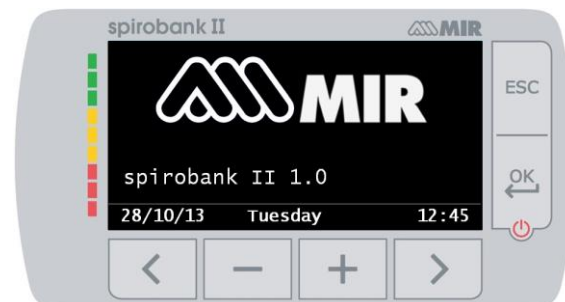 spirobank II MIR
MIR
ESC
spirobank II 1.0
OK
28/10/13 Tuesday 12:45